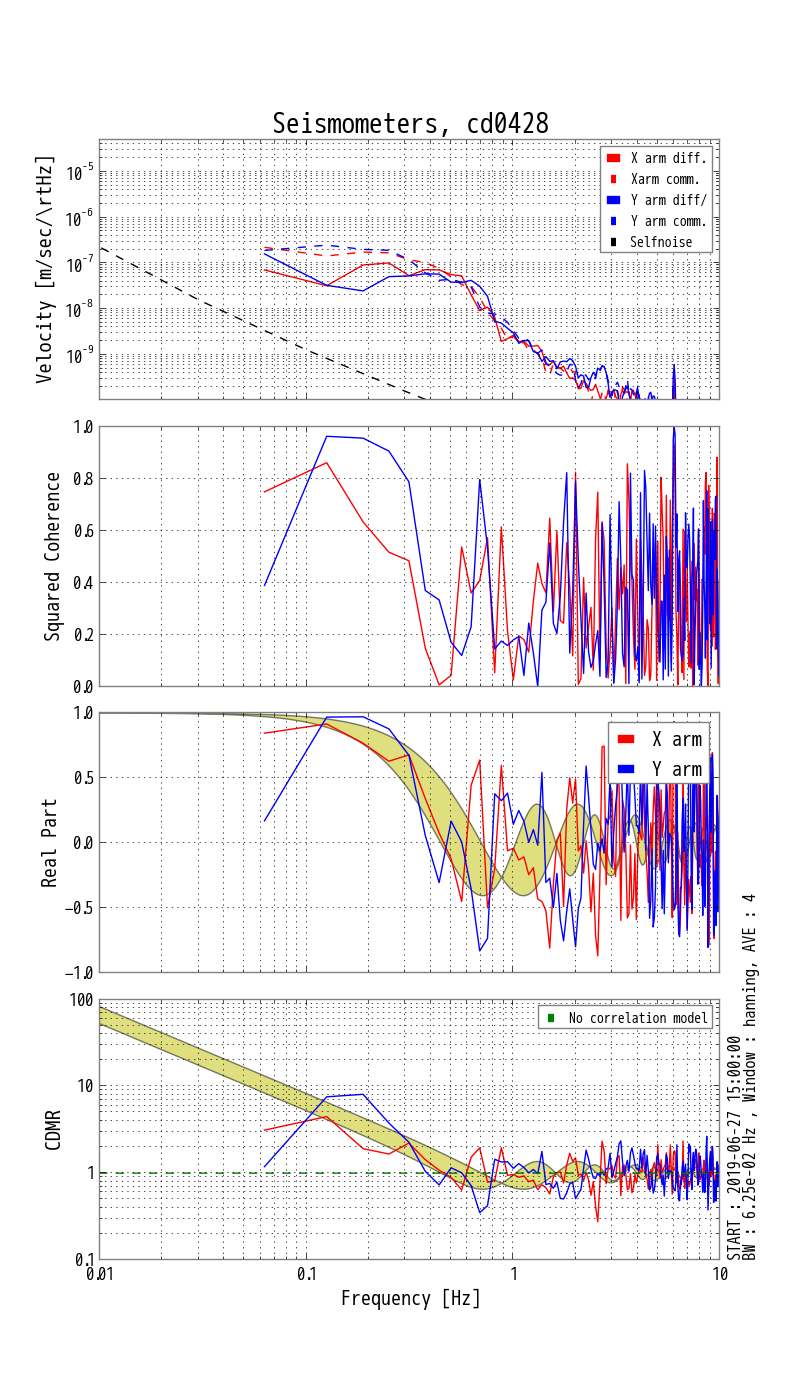 Seismometers, cd0428
Velocity [m/sec/\rtHz]
10^-5
10^-6
10^-7
10^-8
10^-9
X arm diff.
Xarm comm.
Y arm diff/
Y arm comm.
Selfnoise
Squared Coherence
1.0
0.8
0.6
0.4
0.2
0.0
Real Part
1.0
0.5
0.0
−0.5
−1.0
X arm
Y arm
CDMR
100
10
1
0.1
No correlation model
0.01
0.1
1
10
Frequency [Hz]
START : 2019-06-27 15:00:00
BW : 6.25e-02 Hz , Window : hanning, AVE : 4